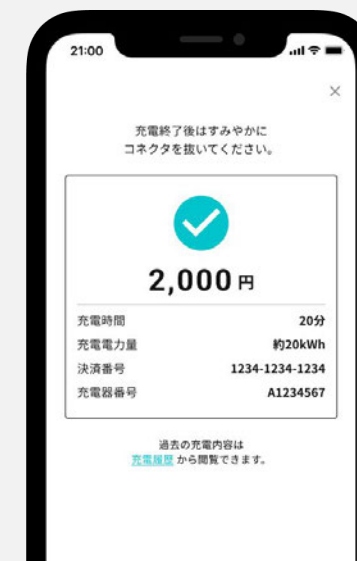 21:00
充電終了後はすみやかに
コネクタを抜いてください。
2,000 円
充電時間 20分
充電電力量 約20kWh
決済番号 1234-1234-1234
充電器番号 A1234567
過去の充電内容は
充電履歴 から閲覧できます。